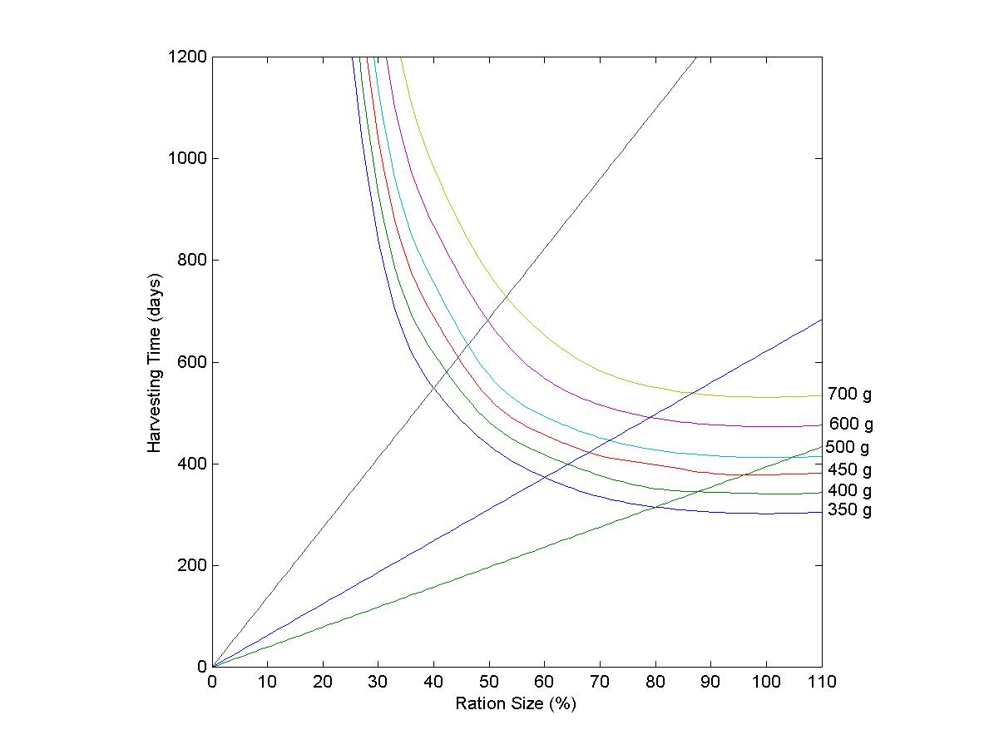 1200
1000
800
600
400
200
0
Harvesting Time (days)
700 g
600 g
500 g
450 g
400 g
350 g
0 10 20 30 40 50 60 70 80 90 100 110
Ration Size (%)